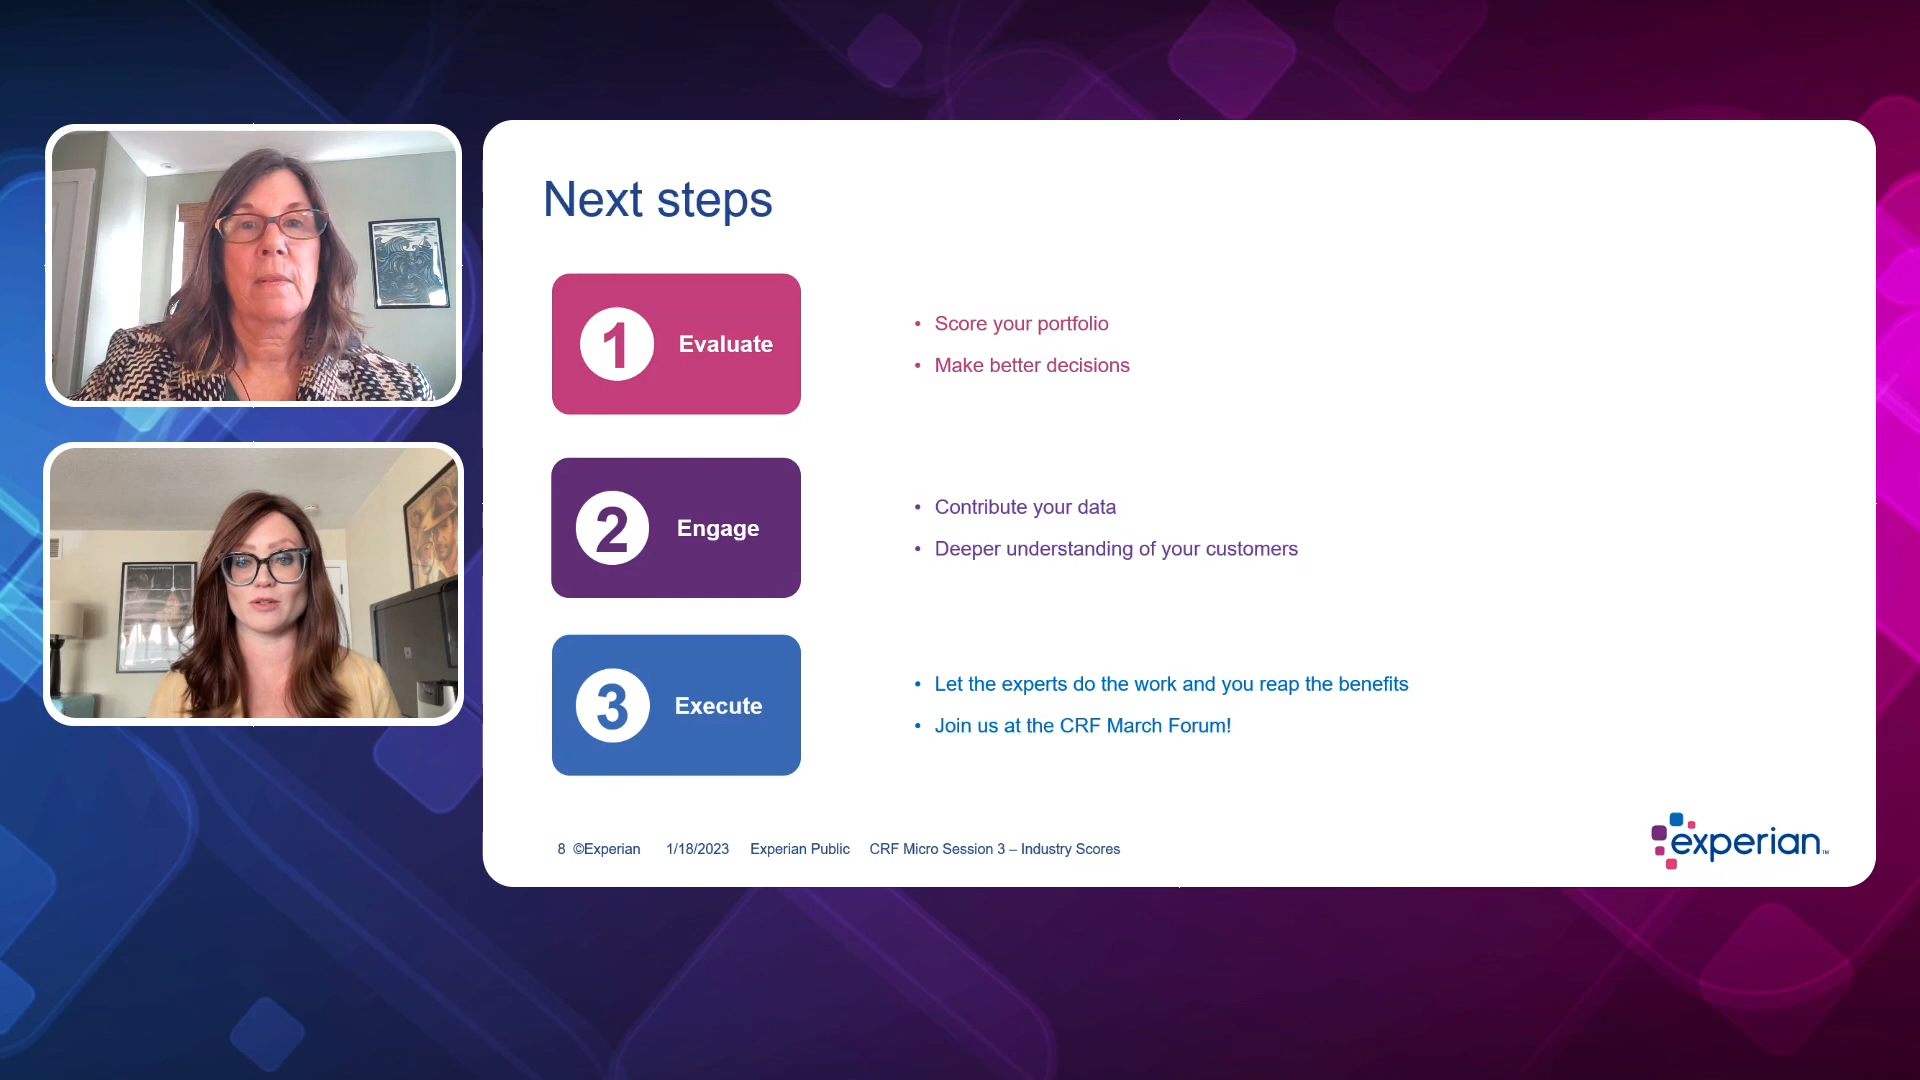 Next steps
1 Evaluate
• Score your portfolio
• Make better decisions
2 Engage
• Contribute your data
• Deeper understanding of your customers
3 Execute
• Let the experts do the work and you reap the benefits
• Join us at the CRF March Forum!
8 ©Experian 1/18/2023 Experian Public CRF Micro Session 3 – Industry Scores
experian™